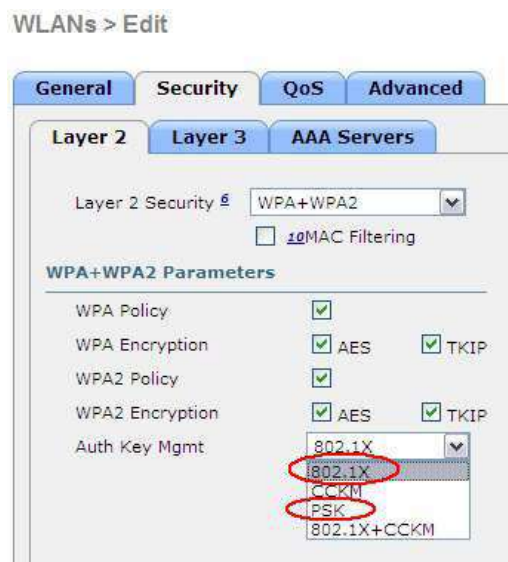 WLANs > Edit
General Security QoS Advanced
Layer 2 Layer 3 AAA Servers
Layer 2 Security 6 WPA+WPA2
10MAC Filtering
WPA+WPA2 Parameters
WPA Policy
WPA Encryption AES TKIP
WPA2 Policy
WPA2 Encryption AES TKIP
Auth Key Mgmt 802.1X
802.1X
CCKM
PSK
802.1X+CCKM